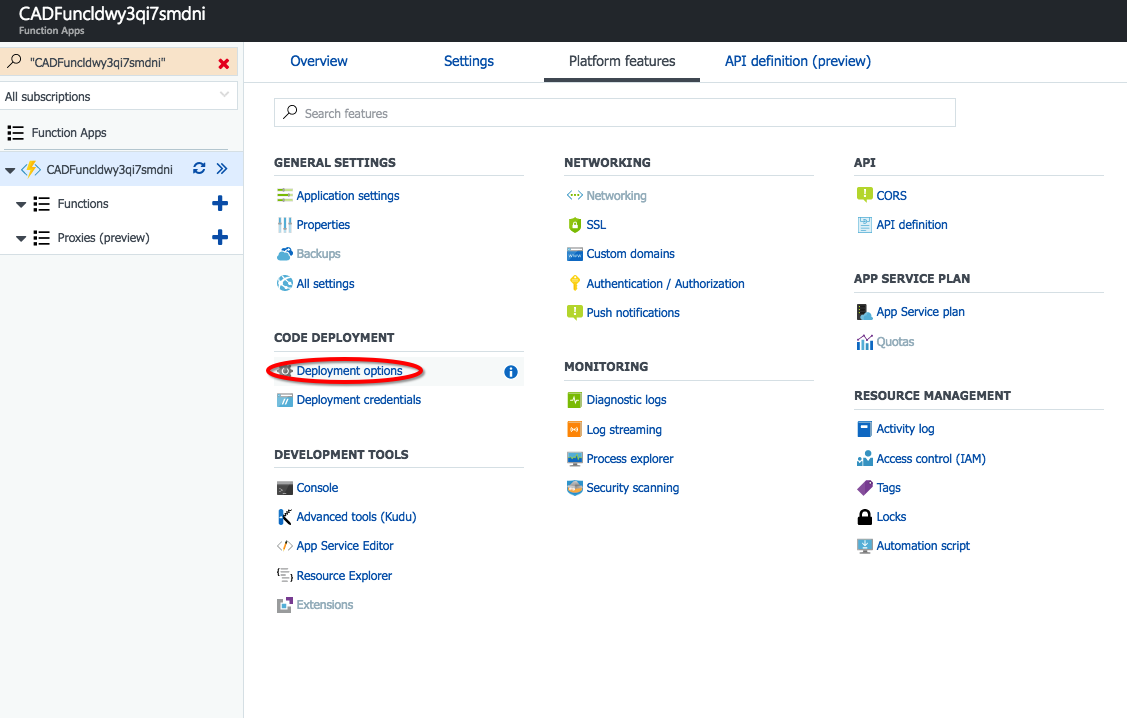 CADFuncldwy3qi7smdni
Function Apps
"CADFuncldwy3qi7smdni"
All subscriptions
Function Apps
CADFuncldwy3qi7smdni
Functions
Proxies (preview)
Overview
Settings
Platform features
API definition (preview)
Search features
GENERAL SETTINGS
Application settings
Properties
Backups
All settings
CODE DEPLOYMENT
Deployment options
Deployment credentials
DEVELOPMENT TOOLS
Console
Advanced tools (Kudu)
App Service Editor
Resource Explorer
Extensions
NETWORKING
Networking
SSL
Custom domains
Authentication / Authorization
Push notifications
MONITORING
Diagnostic logs
Log streaming
Process explorer
Security scanning
API
CORS
API definition
APP SERVICE PLAN
App Service plan
Quotas
RESOURCE MANAGEMENT
Activity log
Access control (IAM)
Tags
Locks
Automation script